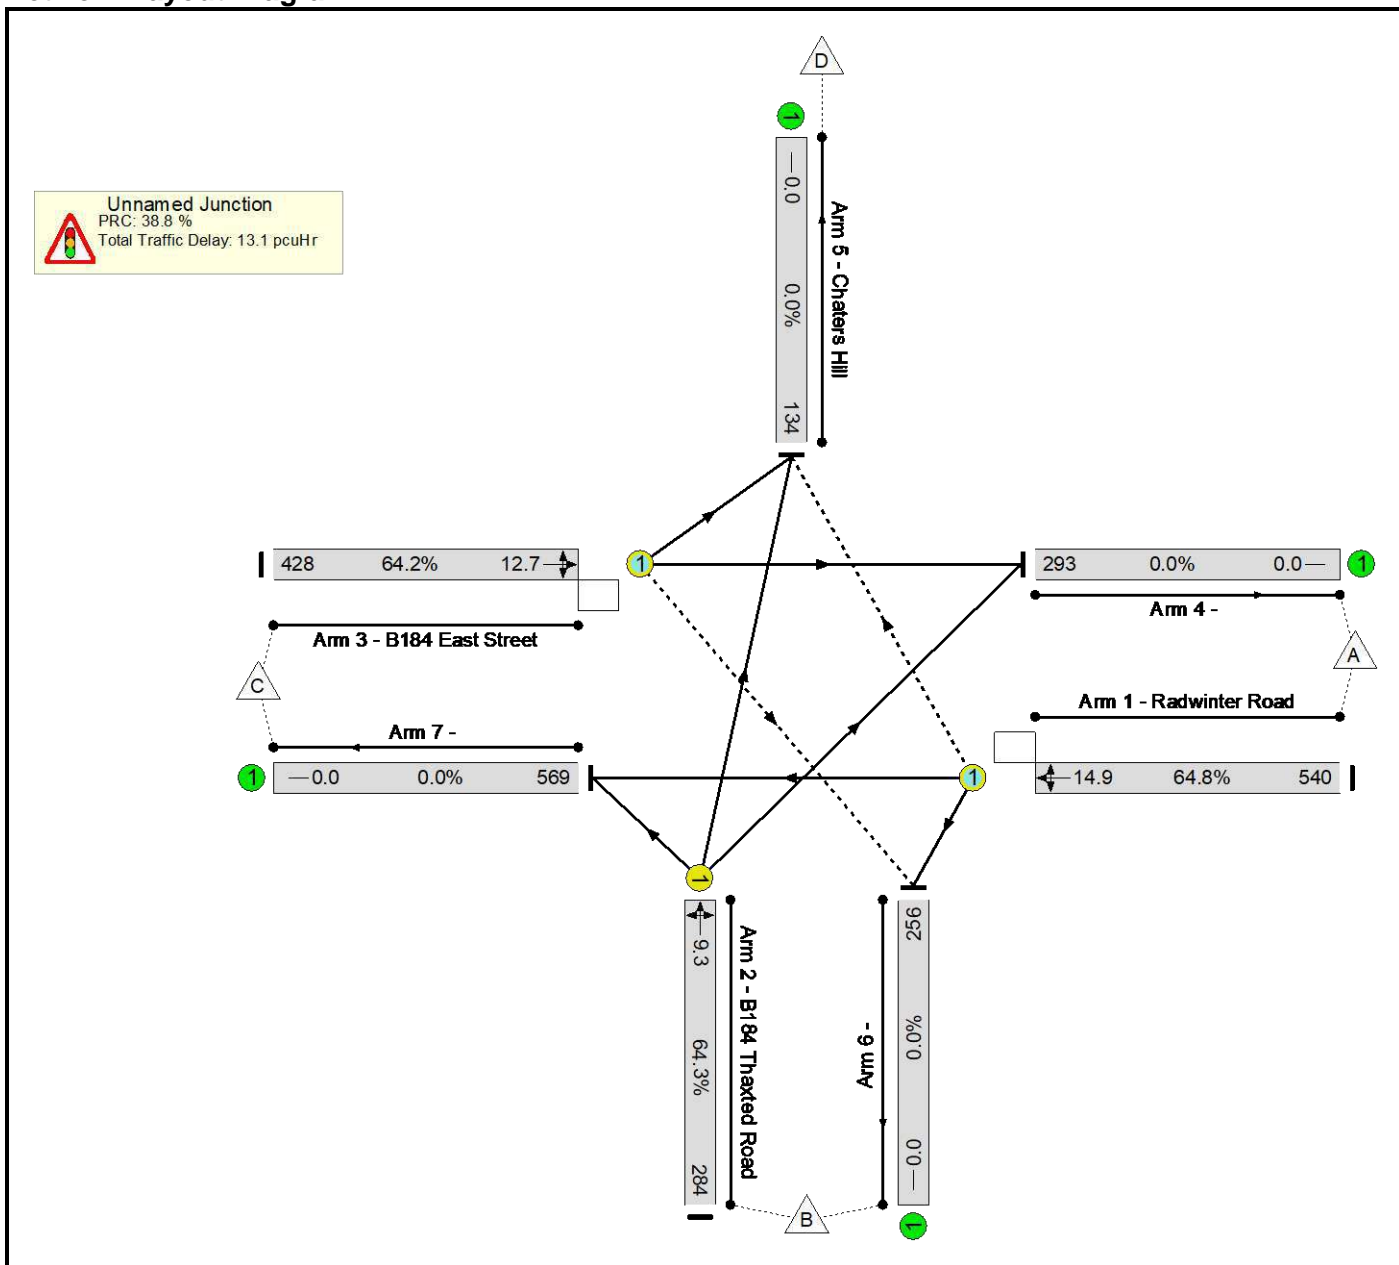 D
1
—0.0
0.0%
134
Arm 5 - Chaters Hill
Unnamed Junction
PRC: 38.8 %
Total Traffic Delay: 13.1 pcuHr
428 64.2% 12.7
1
Arm 3 - B184 East Street
293 0.0% 0.0—
1
Arm 4 -
C
A
Arm 7 -
Arm 1 - Radwinter Road
1
—0.0 0.0% 569
1
14.9 64.8% 540
1
9.3
64.3%
284
Arm 2 - B184 Thaxted Road
Arm 6 -
256
0.0%
0.0—
B
1